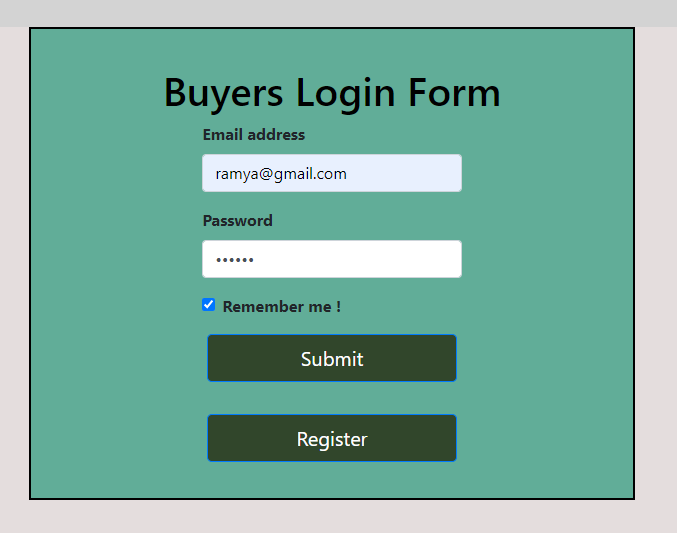 Buyers Login Form
Email address
ramya@gmail.com
Password
••••••
Remember me !
Submit
Register